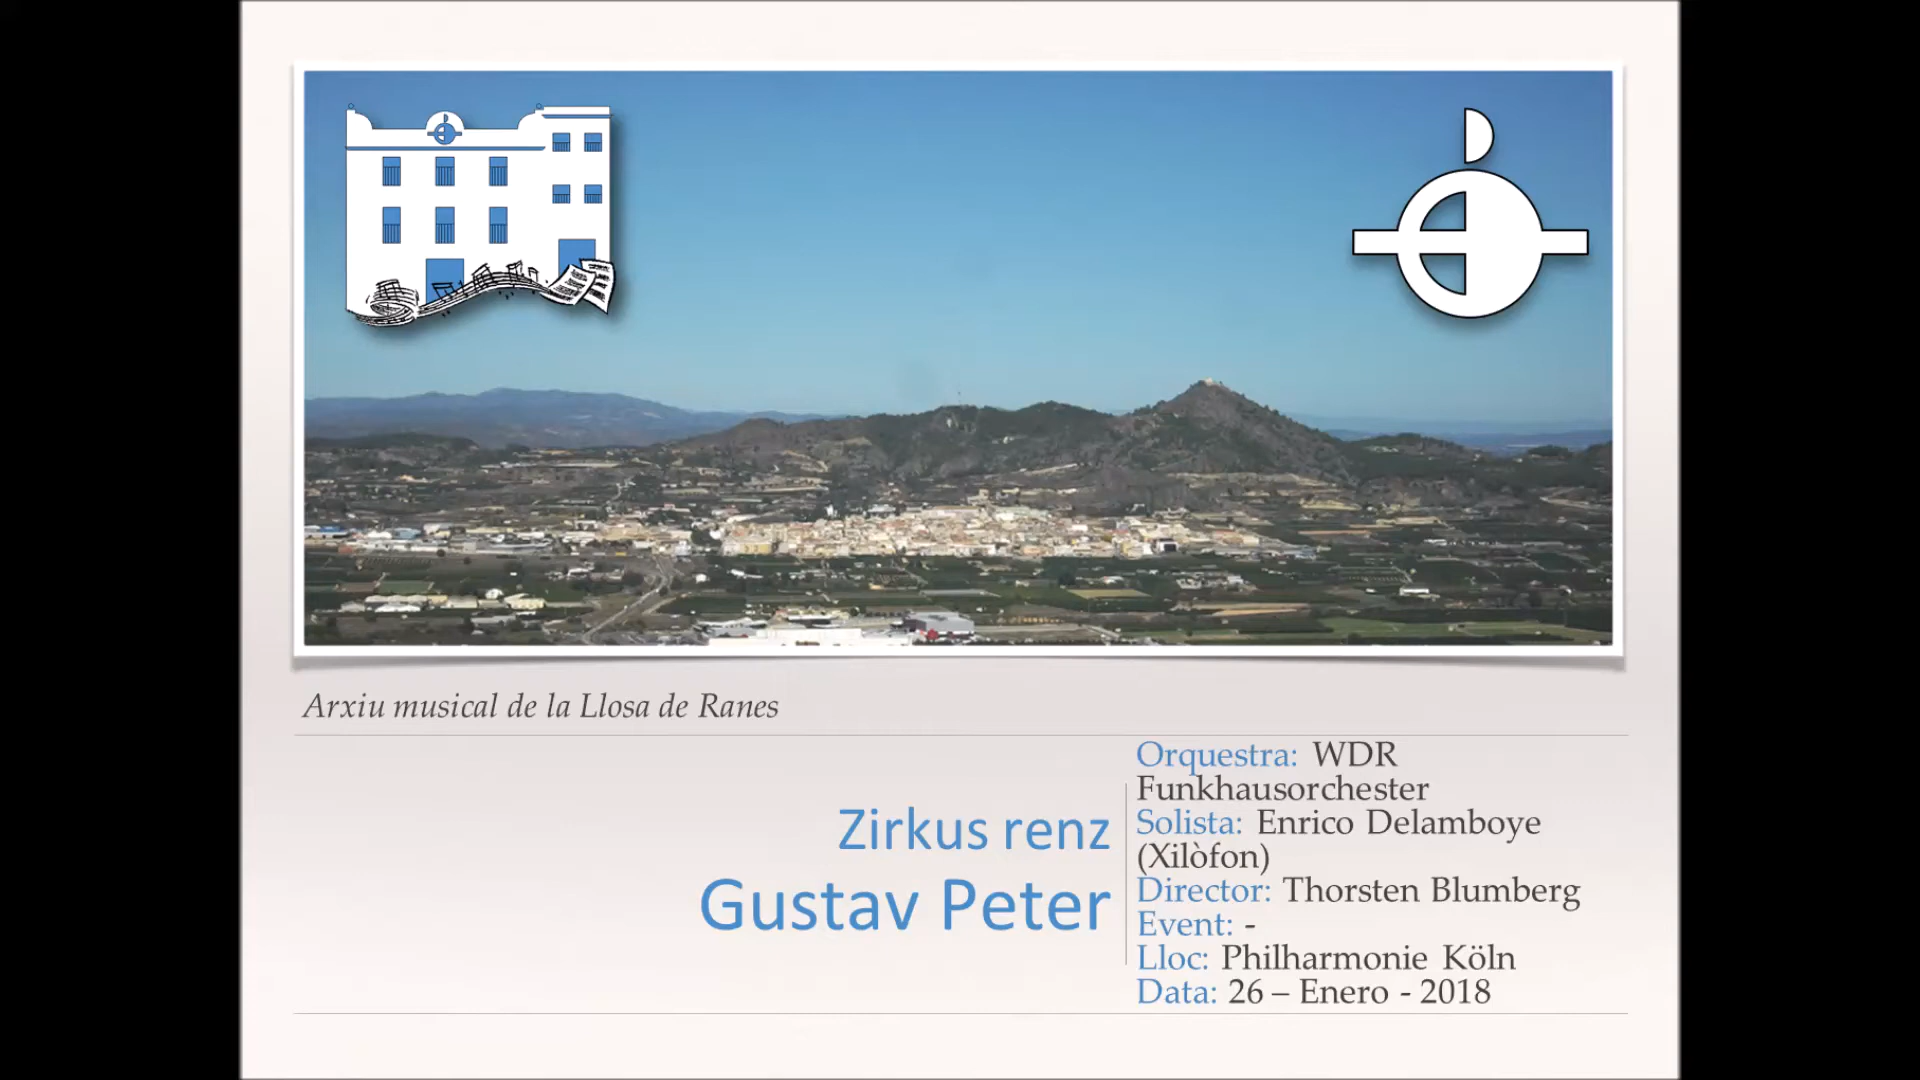 Arxiu musical de la Llosa de Ranes
Zirkus renz
Gustav Peter
Orquestra: WDR
Funkhausorchester
Solista: Enrico Delamboye
(Xilòfon)
Director: Thorsten Blumberg
Event: -
Lloc: Philharmonie Köln
Data: 26 – Enero - 2018